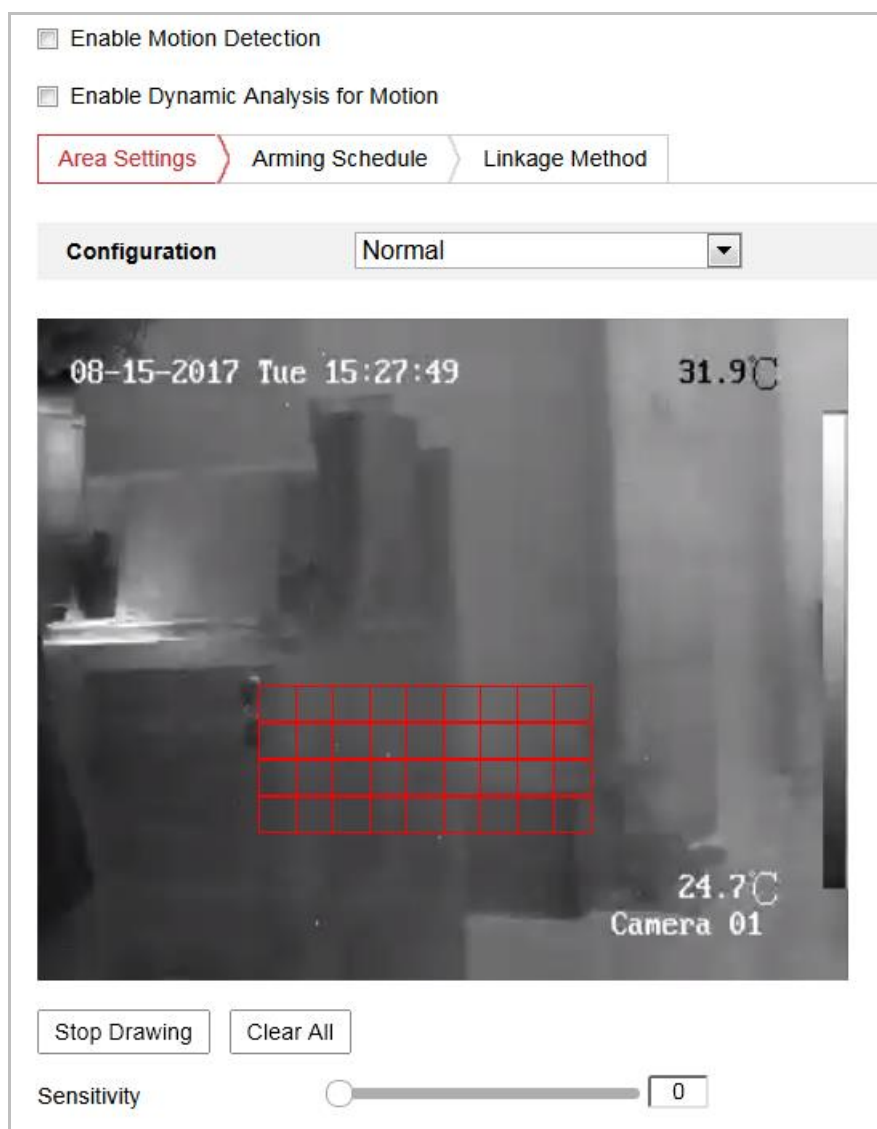 Enable Motion Detection
Enable Dynamic Analysis for Motion
Area Settings Arming Schedule Linkage Method
Configuration Normal
08-15-2017 Tue 15:27:49 31.9℃
24.7℃
Camera 01
Stop Drawing Clear All
Sensitivity 0